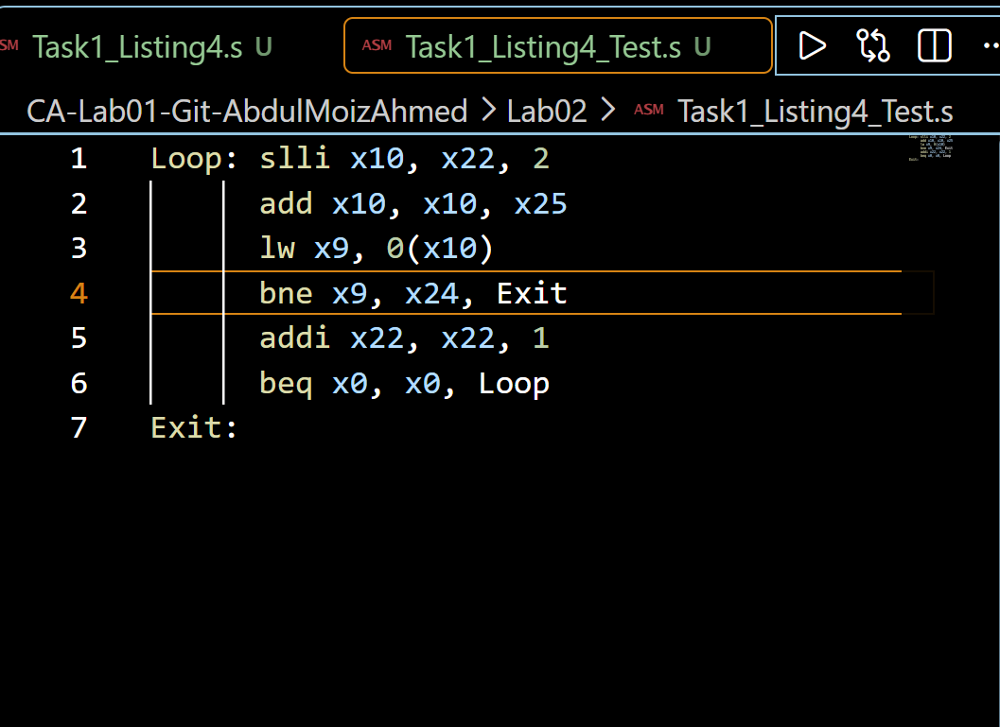 SM Task1_Listing4.s U ASM Task1_Listing4_Test.s U
CA-Lab01-Git-AbdulMoizAhmed > Lab02 > ASM Task1_Listing4_Test.s
1 Loop: slli x10, x22, 2
2 add x10, x10, x25
3 lw x9, 0(x10)
4 bne x9, x24, Exit
5 addi x22, x22, 1
6 beq x0, x0, Loop
7 Exit: